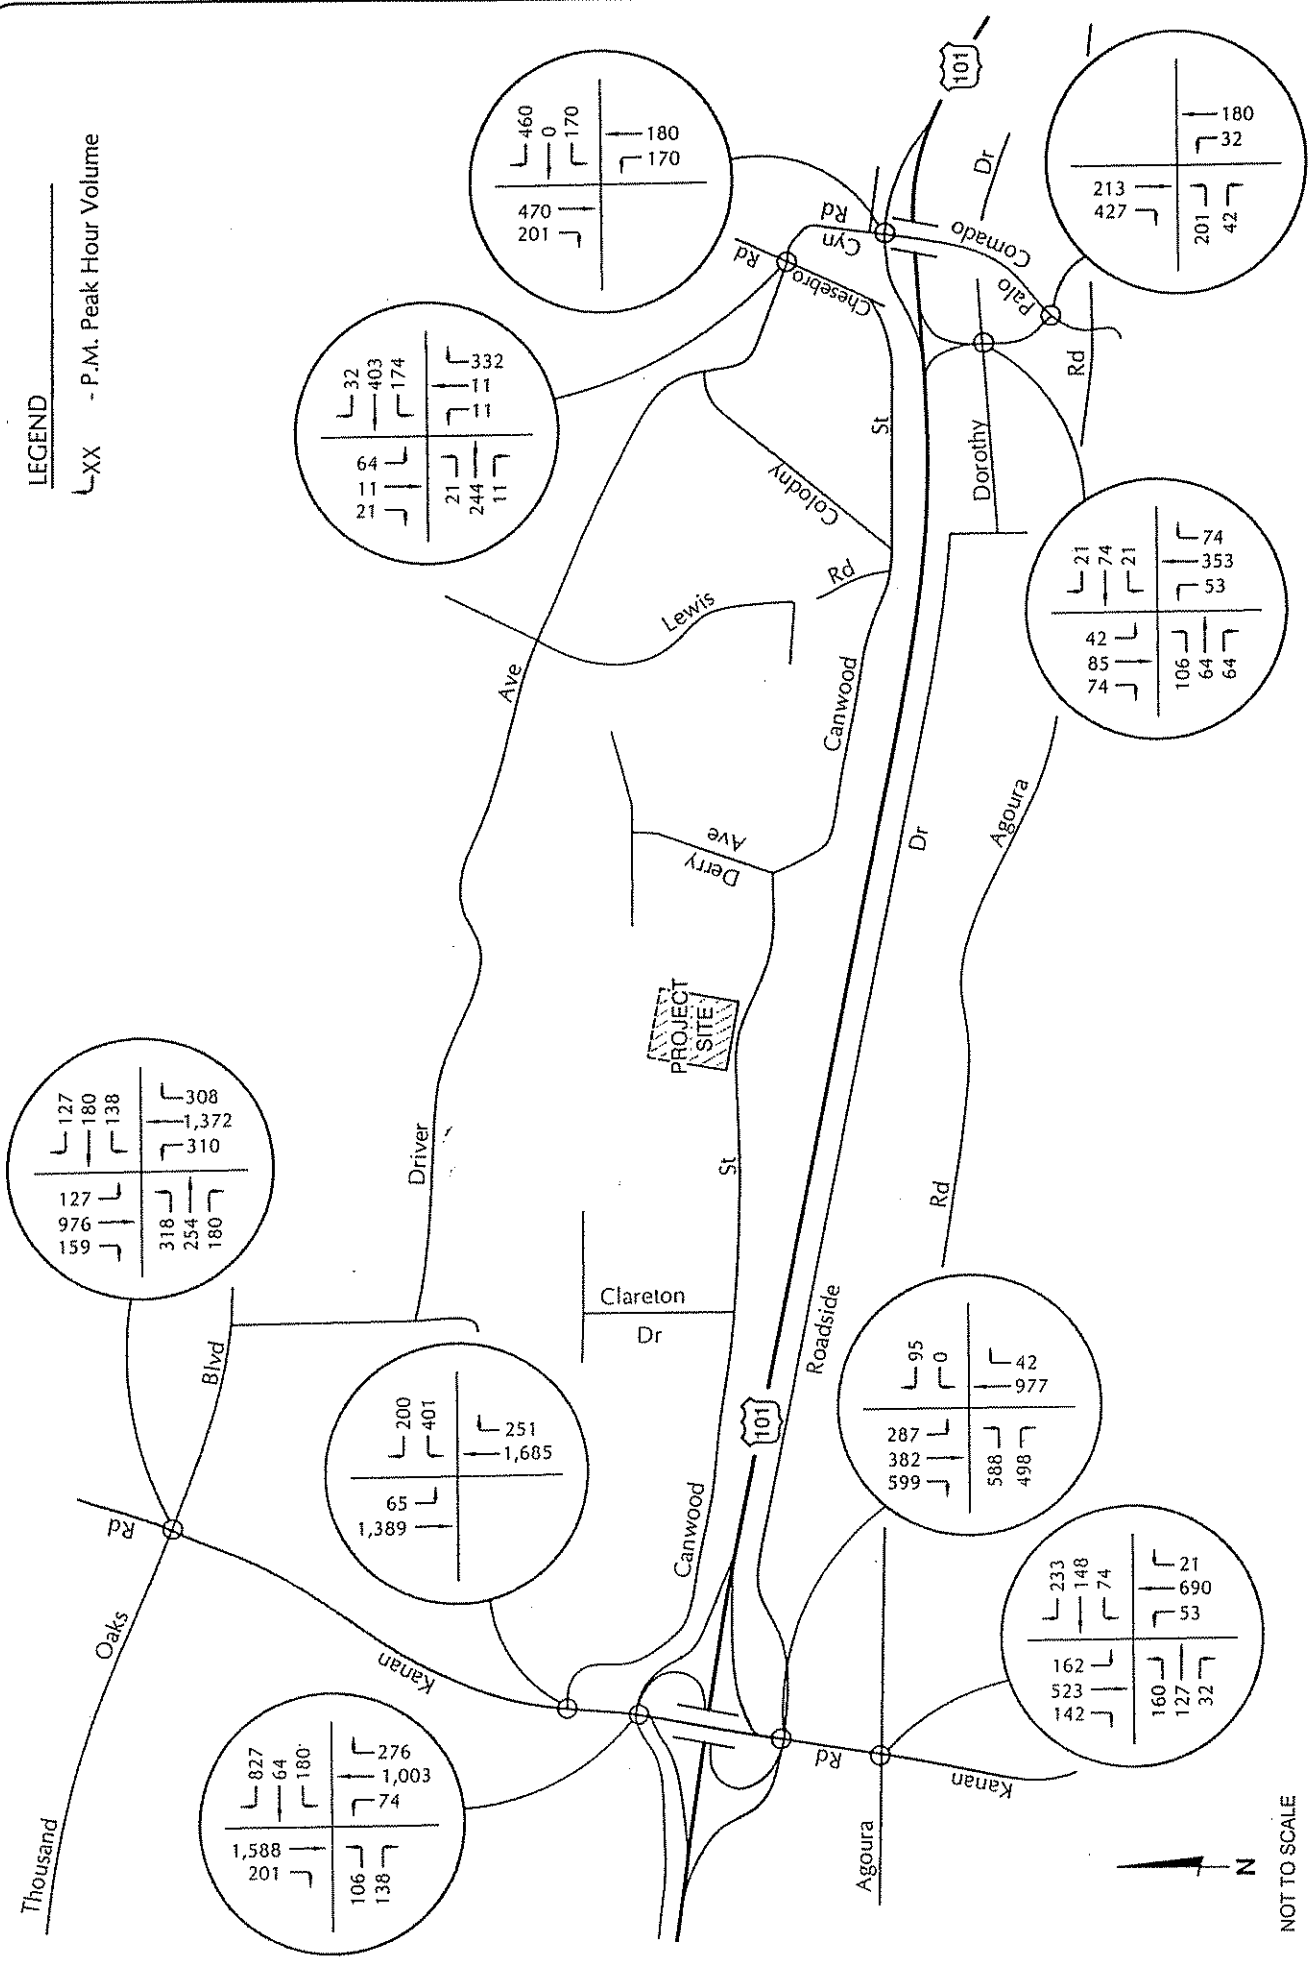 LEGEND
XX - P.M. Peak Hour Volume
460
0
170
470
201
180
170
101
213
427
180
32
201
42
32
403
174
64
11
21
332
11
11
21
244
11
Rd
Cyn
Rd
Chesebro
Comado
Palo
Dr
Rd
St
Colodny
Dorothy
Rd
Lewis
Ave
Canwood
21
74
21
42
85
74
74
353
53
106
64
64
Ave
Derry
Dr
Agoura
PROJECT
SITE
127
180
138
127
976
159
308
1,372
310
318
254
180
Driver
St
Rd
Clareton
Dr
Roadside
Blvd
200
401
65
1,389
251
1,685
101
95
0
287
382
599
42
977
588
498
Rd
Oaks
Thousand
Kanan
Canwood
827
64
180
1,588
201
276
1,003
74
106
138
233
148
74
162
523
142
21
690
53
160
127
32
Rd
Kanan
Agoura
N
NOT TO SCALE